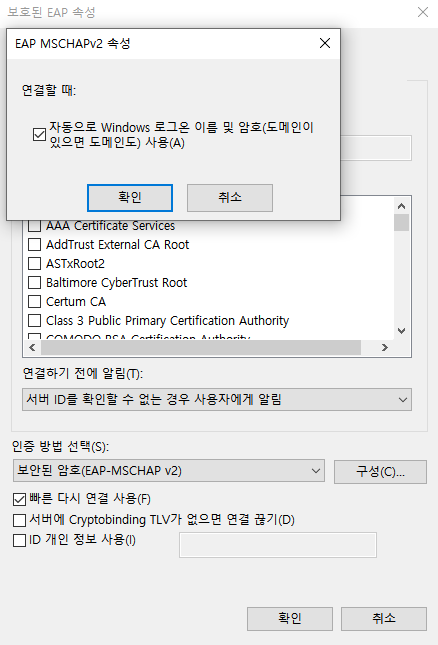 보호된 EAP 속성
EAP MSCHAPv2 속성
연결할 때:
자동으로 Windows 로그온 이름 및 암호(도메인이
있으면 도메인도) 사용(A)
확인
취소
AAA Certificate Services
AddTrust External CA Root
ASTxRoot2
Baltimore CyberTrust Root
Certum CA
Class 3 Public Primary Certification Authority
COMODO RSA Certification Authority
연결하기 전에 알림(T):
서버 ID를 확인할 수 없는 경우 사용자에게 알림
인증 방법 선택(S):
보안된 암호(EAP-MSCHAP v2)
구성(C)...
빠른 다시 연결 사용(F)
서버에 Cryptobinding TLV가 없으면 연결 끊기(D)
ID 개인 정보 사용(I)
확인
취소